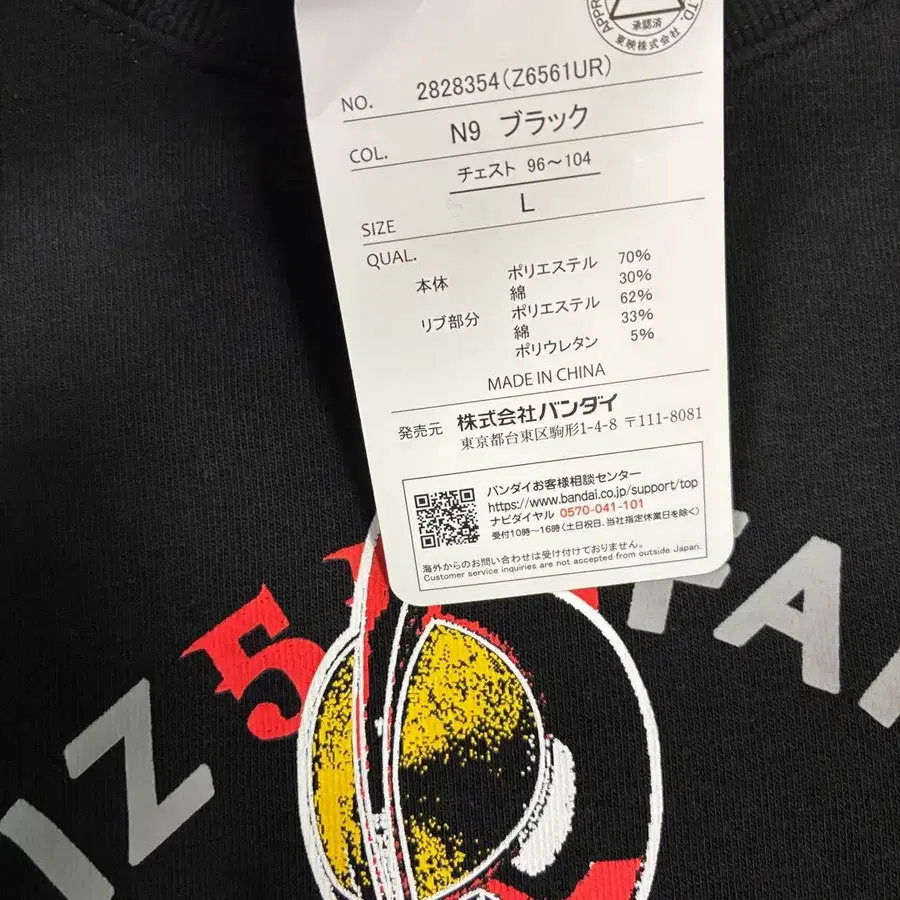 APPR
LTD.
承認済
東映株式会社
NO. 2828354(Z6561UR)
COL. N9 ブラック
チェスト 96～104
SIZE L
QUAL.
本体 ポリエステル 70%
綿 30%
リブ部分 ポリエステル 62%
綿 33%
ポリウレタン 5%
MADE IN CHINA
発売元 株式会社バンダイ
東京都台東区駒形1-4-8 〒111-8081
バンダイお客様相談センター
https://www.bandai.co.jp/support/top
ナビダイヤル 0570-041-101
受付10時～16時(土日祝日、当社指定休業日を除く)
海外からのお問い合わせは受け付けておりません。
Customer service inquiries are not accepted from outside Japan.
IZ 5 FAI